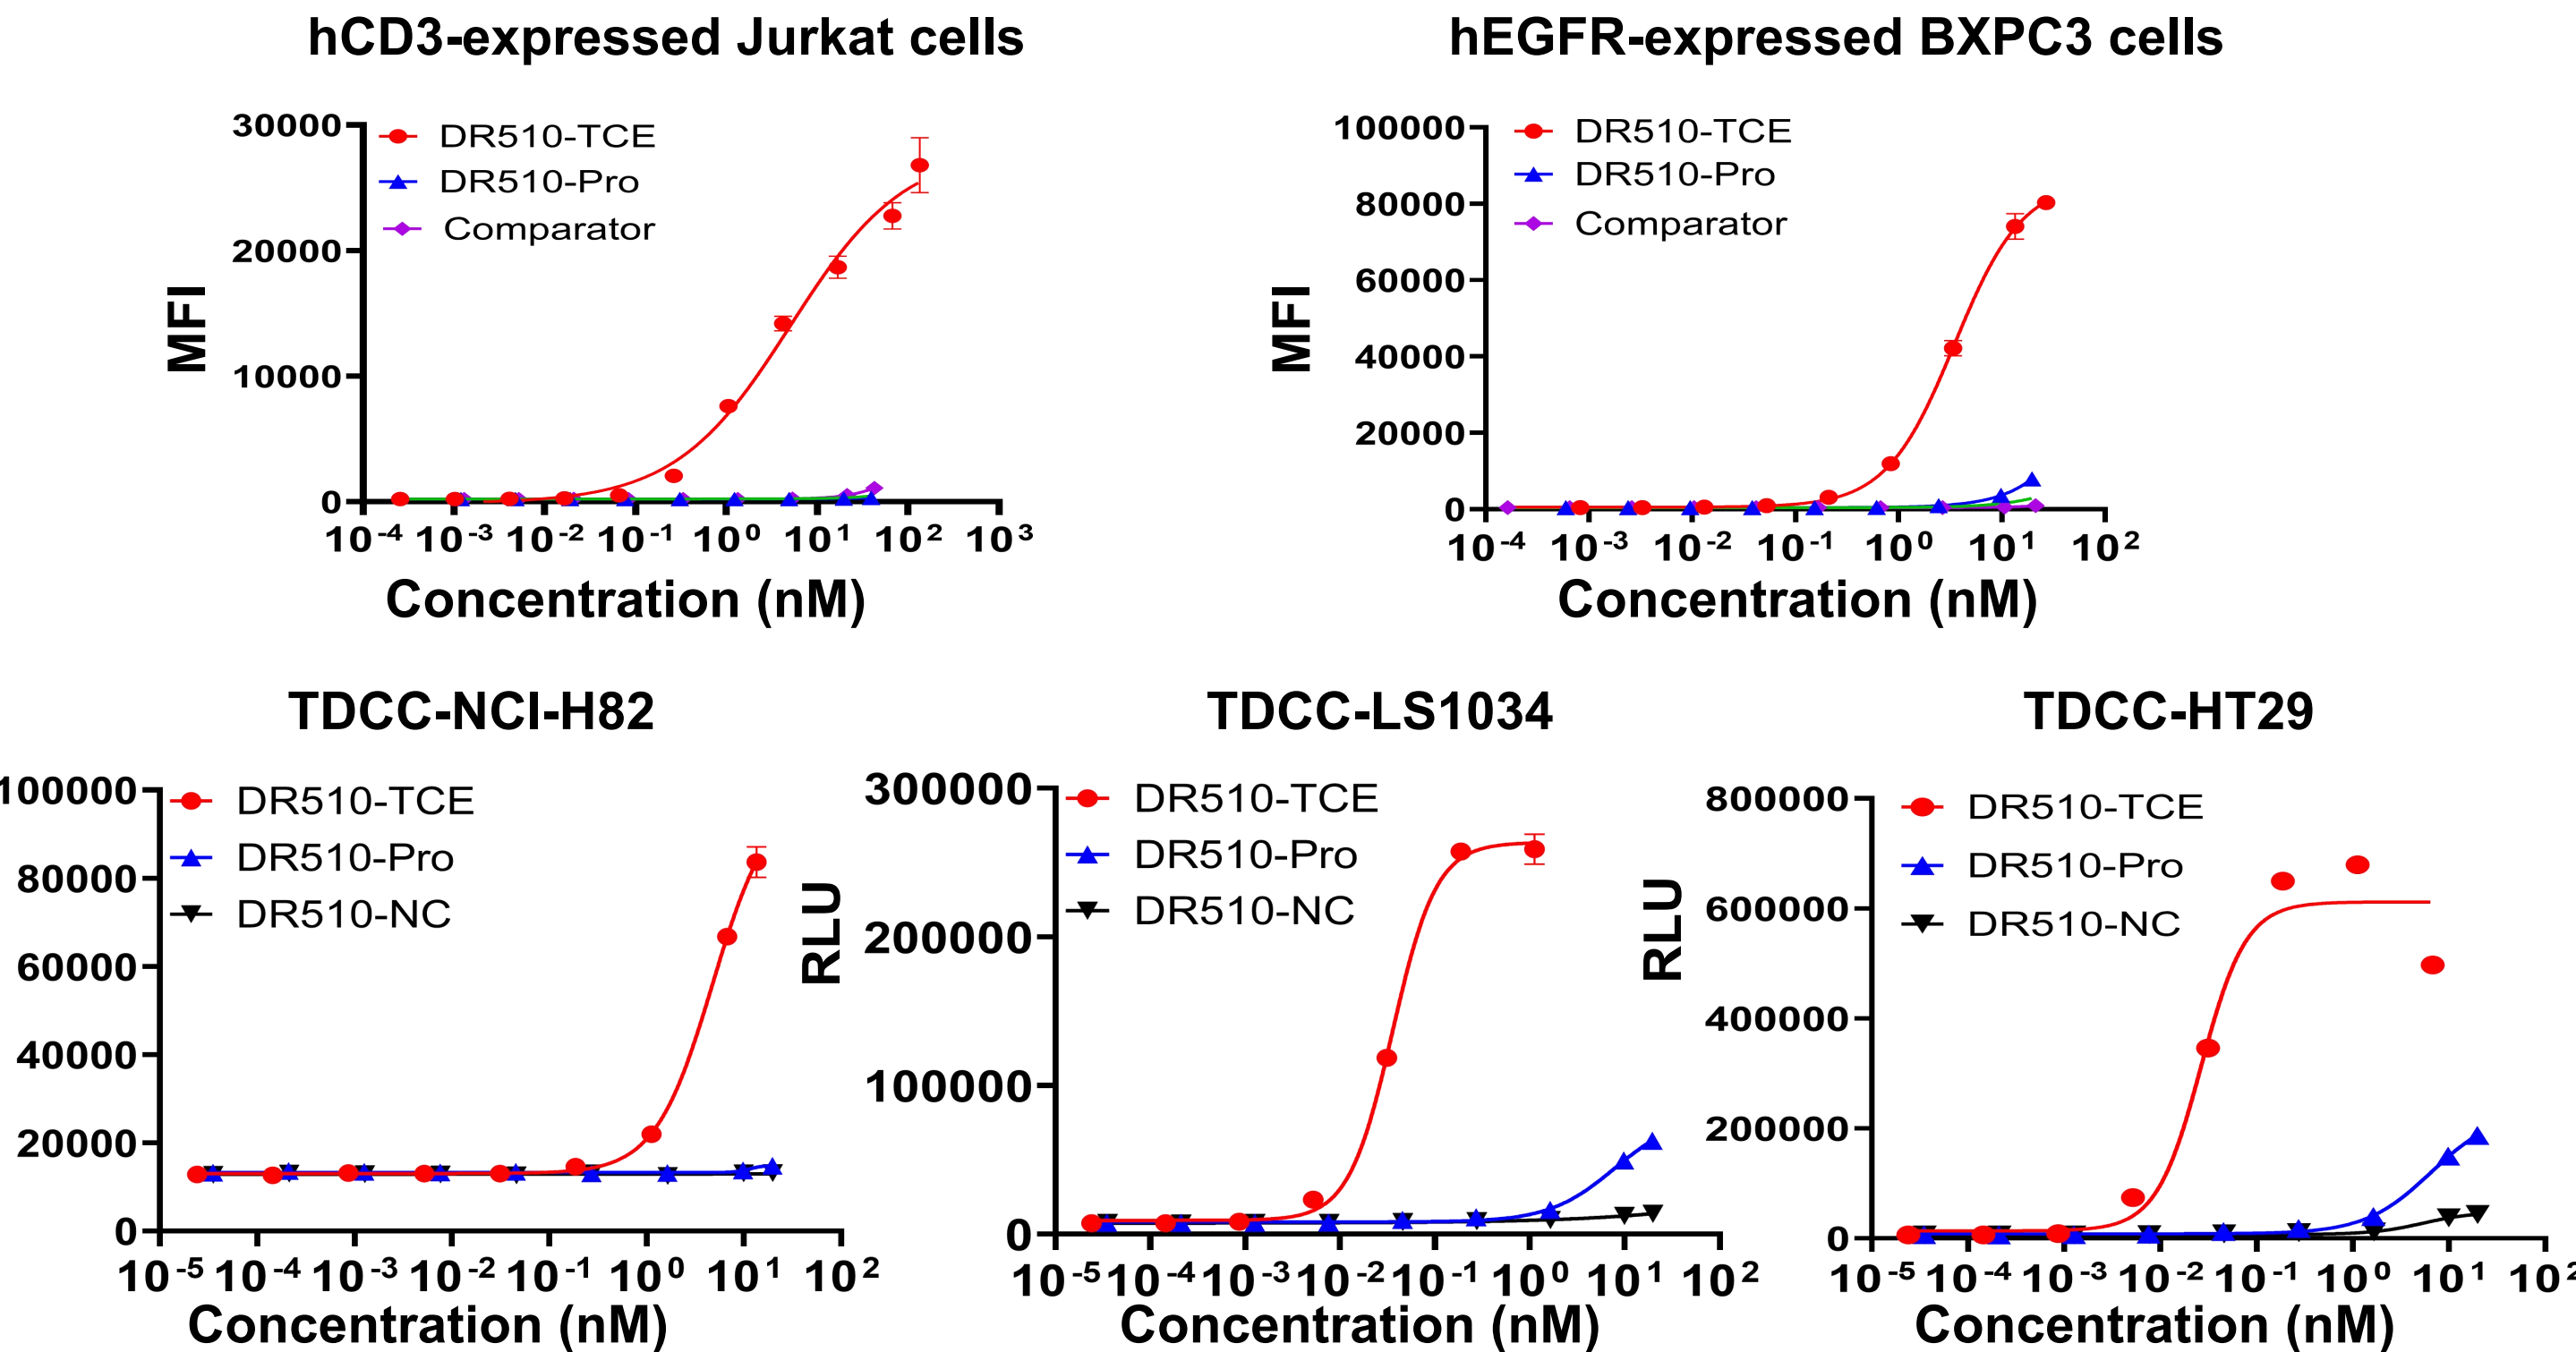 hCD3-expressed Jurkat cells
MFI
30000
20000
10000
0
DR510-TCE
DR510-Pro
Comparator
10-4 10-3 10-2 10-1 100 101 102 103
Concentration (nM)
hEGFR-expressed BXPC3 cells
MFI
100000
80000
60000
40000
20000
0
DR510-TCE
DR510-Pro
Comparator
10-4 10-3 10-2 10-1 100 101 102
Concentration (nM)
TDCC-NCI-H82
100000
80000
60000
40000
20000
0
DR510-TCE
DR510-Pro
DR510-NC
10-5 10-4 10-3 10-2 10-1 100 101 102
Concentration (nM)
TDCC-LS1034
RLU
300000
200000
100000
0
DR510-TCE
DR510-Pro
DR510-NC
10-5 10-4 10-3 10-2 10-1 100 101 102
Concentration (nM)
TDCC-HT29
RLU
800000
600000
400000
200000
0
DR510-TCE
DR510-Pro
DR510-NC
10-5 10-4 10-3 10-2 10-1 100 101 102
Concentration (nM)